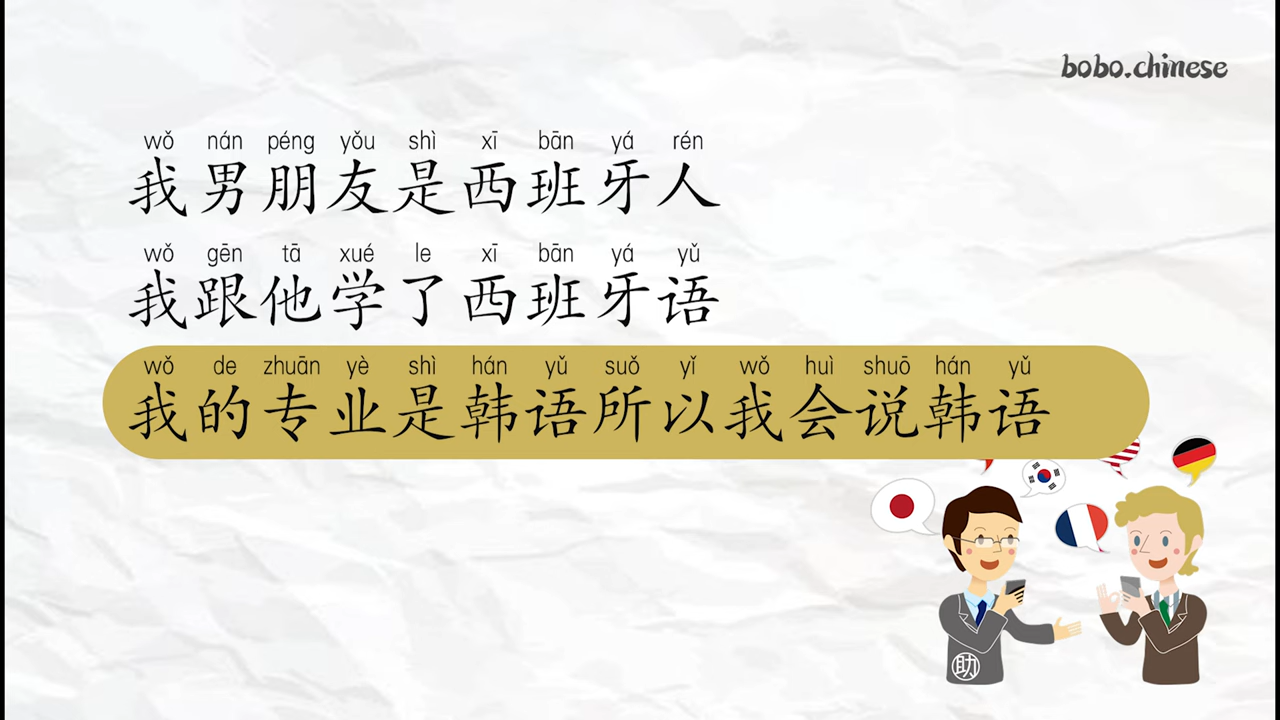 bobo.chinese
wǒ nán péng yǒu shì xī bān yá rén
我男朋友是西班牙人
wǒ gēn tā xué le xī bān yá yǔ
我跟他学了西班牙语
wǒ de zhuān yè shì hán yǔ suǒ yǐ wǒ huì shuō hán yǔ
我的专业是韩语所以我会说韩语
助